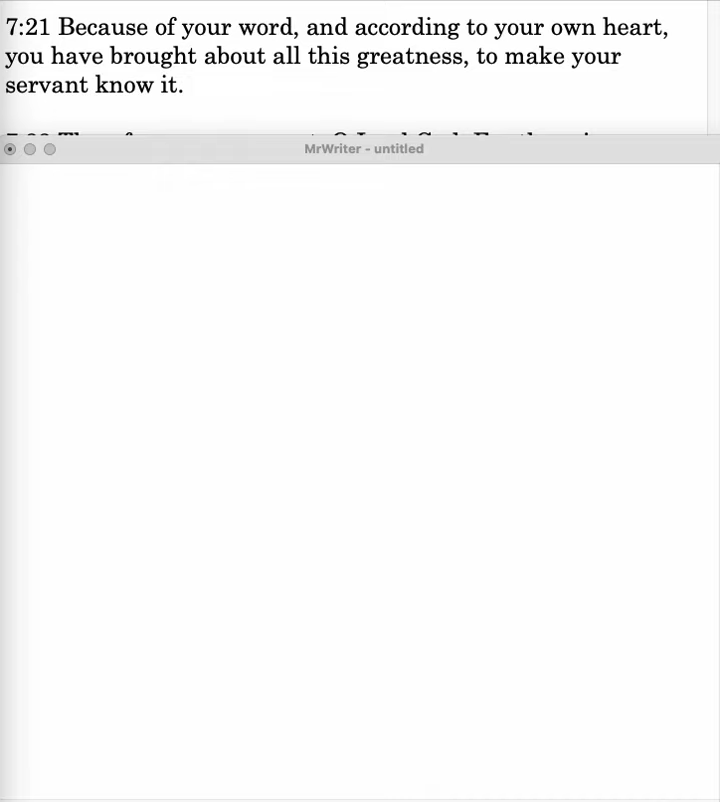 7:21 Because of your word, and according to your own heart,
you have brought about all this greatness, to make your
servant know it.
MrWriter - untitled